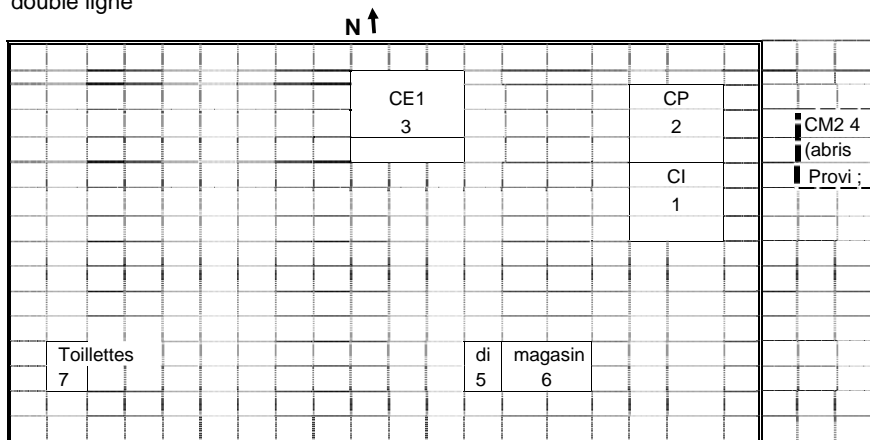 double ligne
N
CE1
3
CP
2
CM2 4
(abris
Provi ;
CI
1
Toillettes
7
di
5
magasin
6